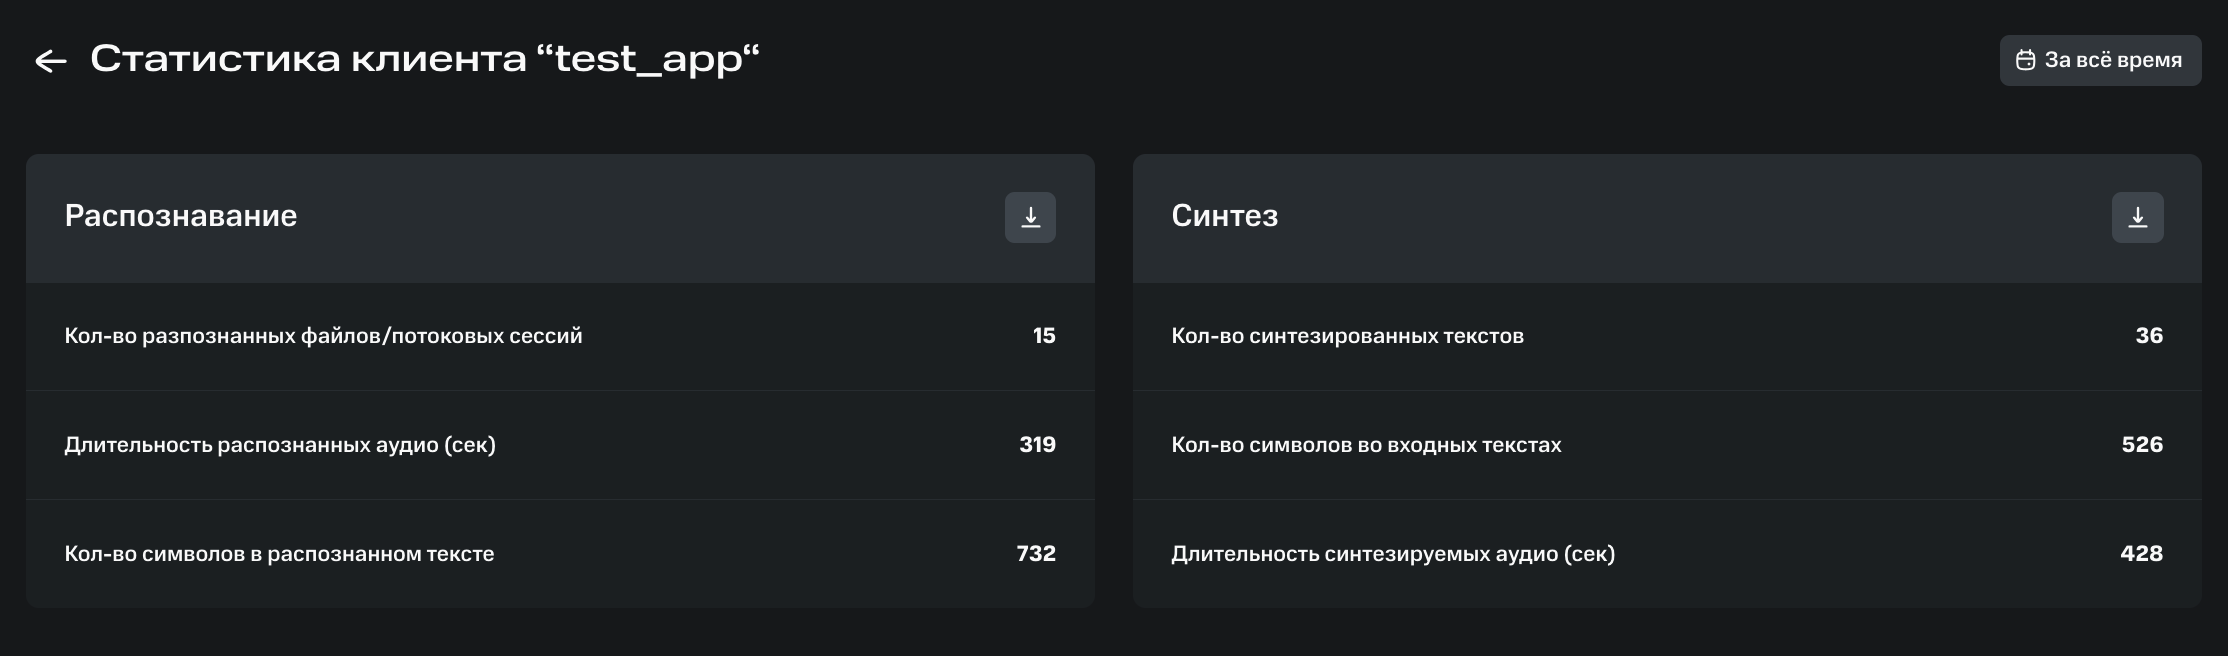 Статистика клиента “test_app“
За всё время
Распознавание
Кол-во разпознанных файлов/потоковых сессий 15
Длительность распознанных аудио (сек) 319
Кол-во символов в распознанном тексте 732
Синтез
Кол-во синтезированных текстов 36
Кол-во символов во входных текстах 526
Длительность синтезируемых аудио (сек) 428